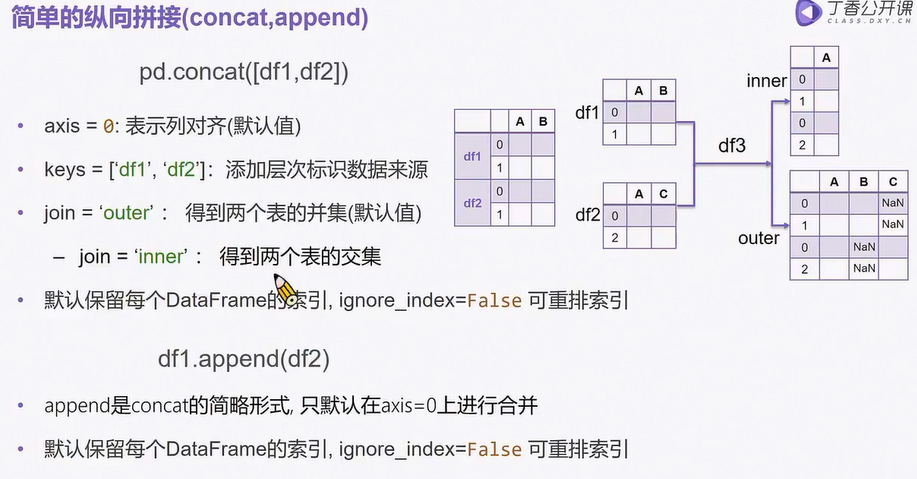 简单的纵向拼接(concat,append)
丁香公开课
CLASS.DXY.CN
pd.concat([df1,df2])
• axis = 0: 表示列对齐(默认值)
• keys = [‘df1’, ‘df2’]：添加层次标识数据来源
• join = ‘outer’ ： 得到两个表的并集(默认值)
– join = ‘inner’ ： 得到两个表的交集
• 默认保留每个DataFrame的索引, ignore_index=False 可重排索引
A B
df1 0
1
df2 0
1
df1
A B
0
1
df2
A C
0
2
df3
inner
A
0
1
0
2
outer
A B C
0 NaN
1 NaN
0 NaN
2 NaN
df1.append(df2)
• append是concat的简略形式, 只默认在axis=0上进行合并
• 默认保留每个DataFrame的索引, ignore_index=False 可重排索引